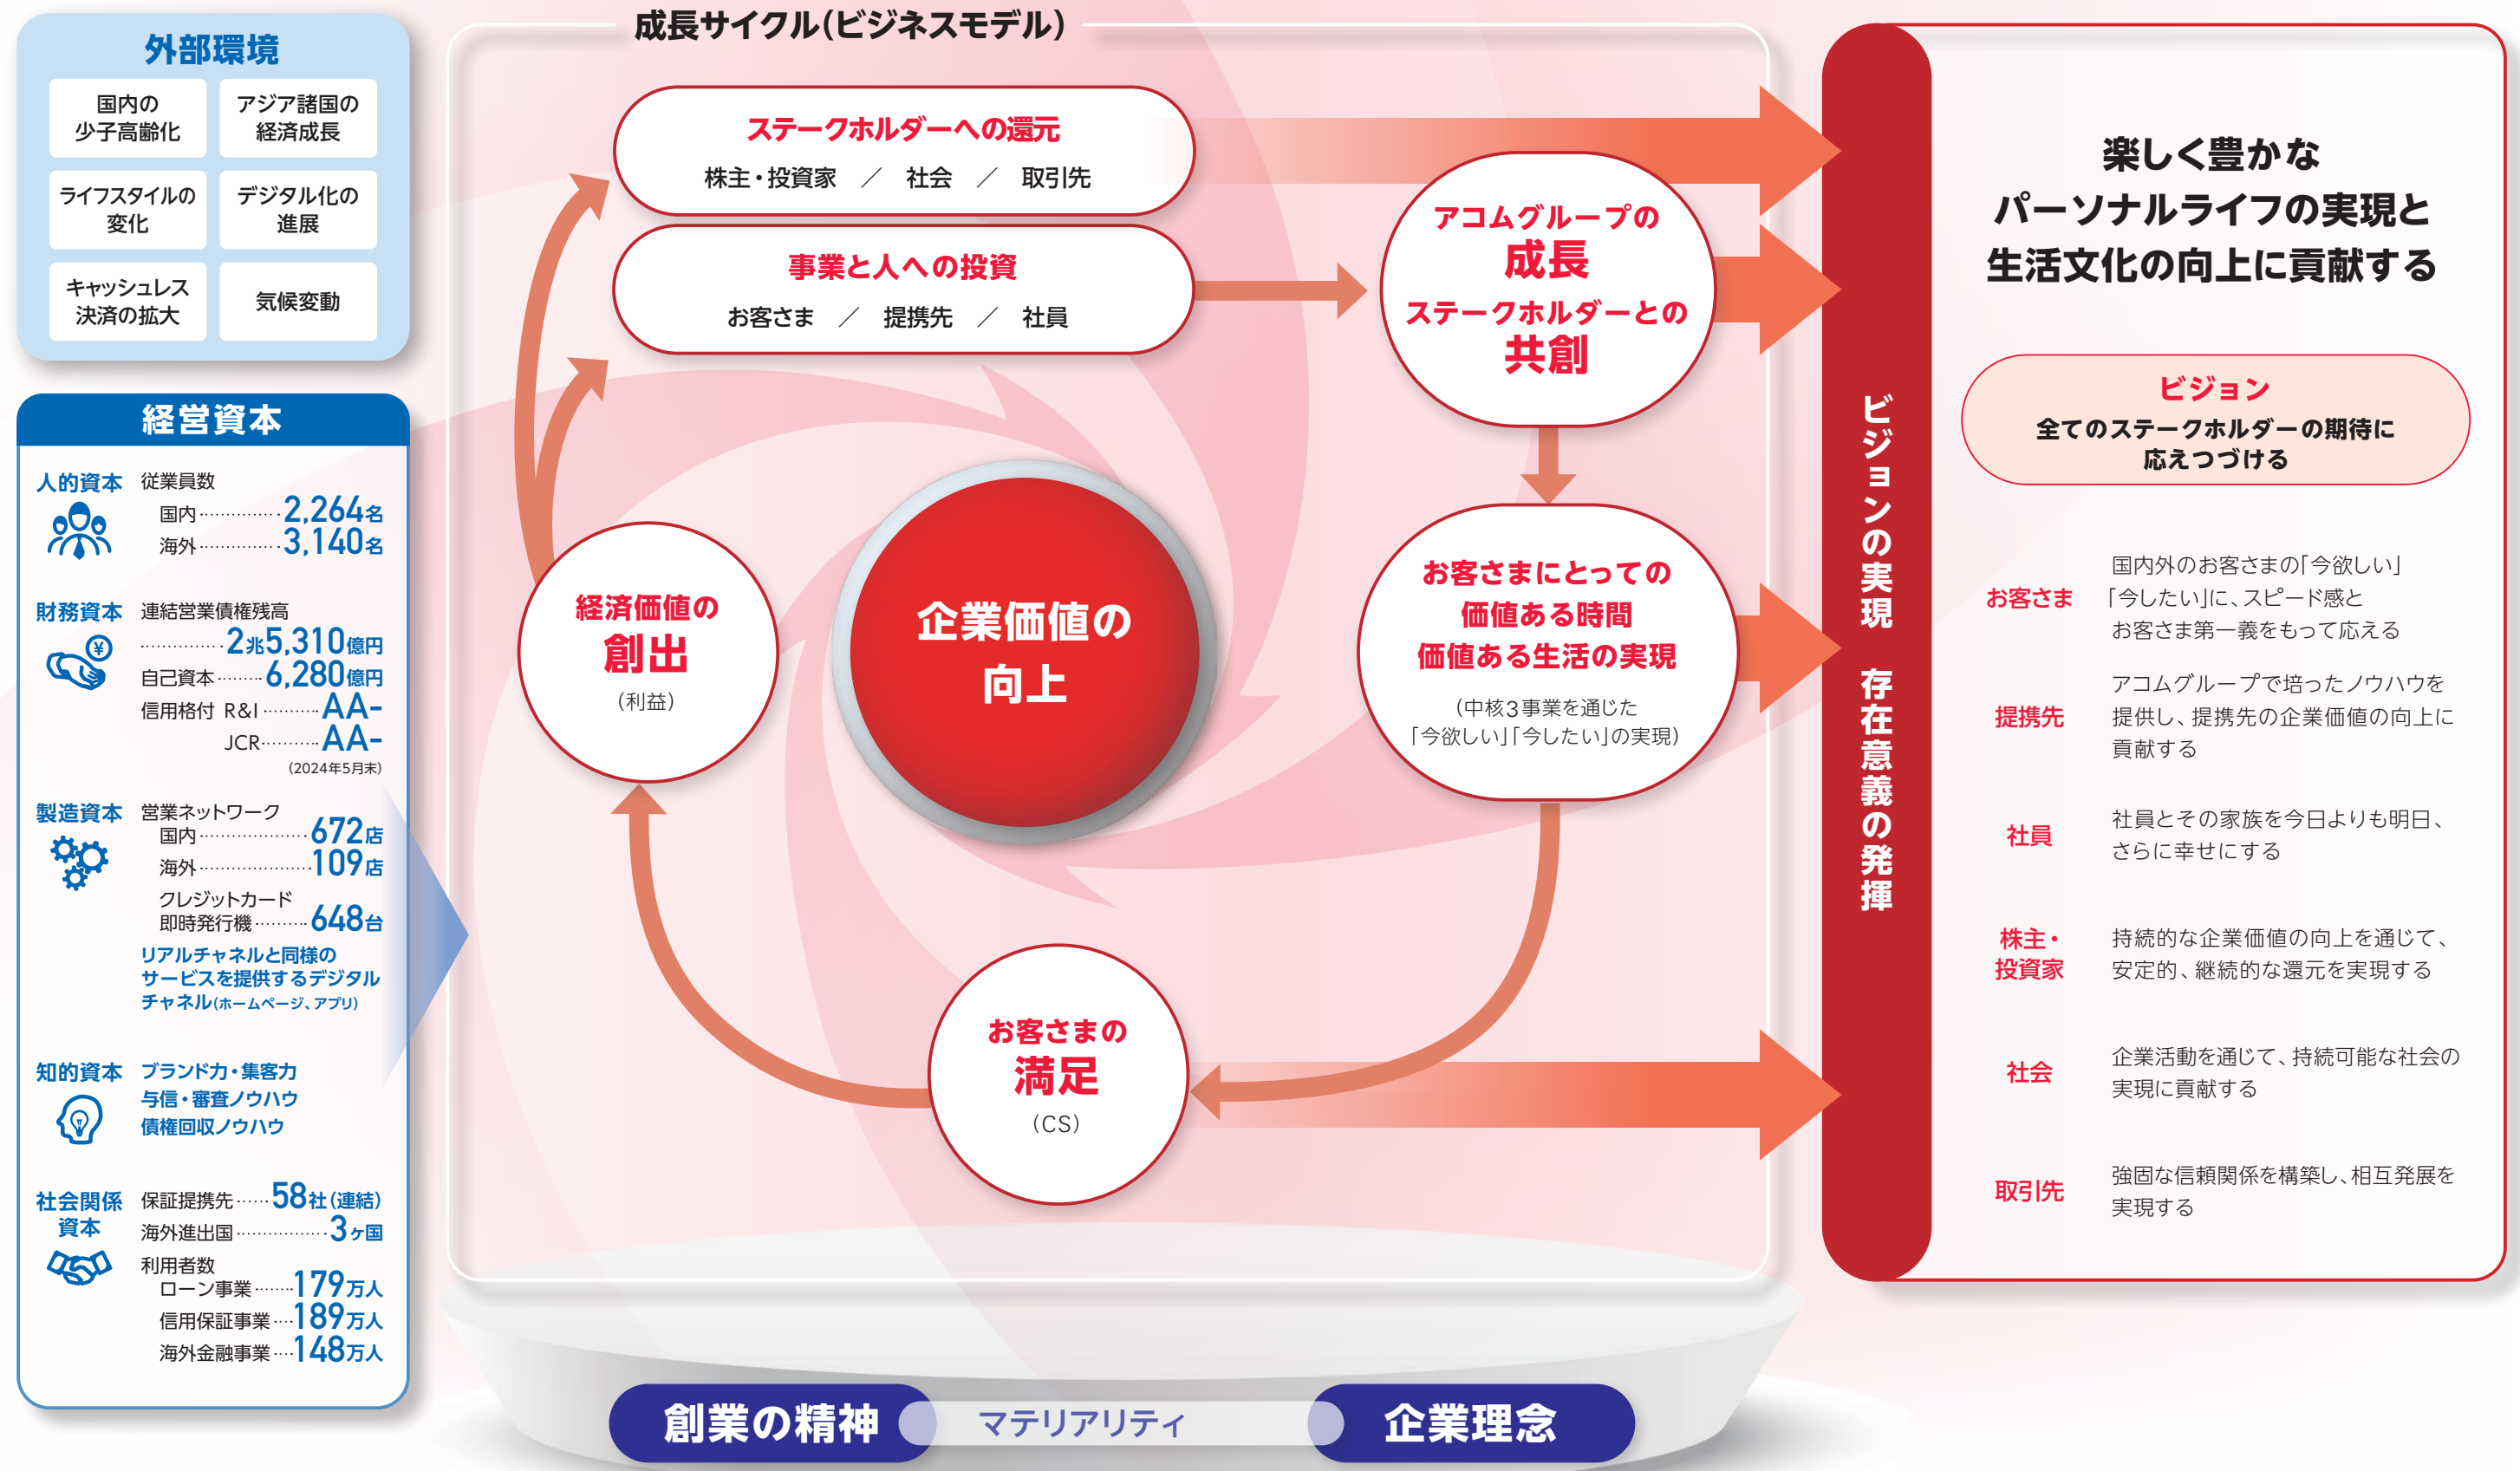 外部環境
国内の
少子高齢化
アジア諸国の
経済成長
ライフスタイルの
変化
デジタル化の
進展
キャッシュレス
決済の拡大
気候変動
経営資本
人的資本
従業員数
国内 2,264名
海外 3,140名
財務資本
連結営業債権残高
2兆5,310億円
自己資本 6,280億円
信用格付 R&I AA-
JCR AA-
(2024年5月末)
製造資本
営業ネットワーク
国内 672店
海外 109店
クレジットカード
即時発行機 648台
リアルチャネルと同様の
サービスを提供するデジタル
チャネル(ホームページ、アプリ)
知的資本
ブランド力・集客力
与信・審査ノウハウ
債権回収ノウハウ
社会関係
資本
保証提携先 58社(連結)
海外進出国 3ヶ国
利用者数
ローン事業 179万人
信用保証事業 189万人
海外金融事業 148万人
成長サイクル(ビジネスモデル)
ステークホルダーへの還元
株主・投資家 ／ 社会 ／ 取引先
事業と人への投資
お客さま ／ 提携先 ／ 社員
アコムグループの
成長
ステークホルダーとの
共創
お客さまにとっての
価値ある時間
価値ある生活の実現
(中核3事業を通じた
「今欲しい」「今したい」の実現)
お客さまの
満足
(CS)
経済価値の
創出
(利益)
企業価値の
向上
創業の精神
マテリアリティ
企業理念
ビジョンの実現 存在意義の発揮
楽しく豊かな
パーソナルライフの実現と
生活文化の向上に貢献する
ビジョン
全てのステークホルダーの期待に
応えつづける
お客さま
国内外のお客さまの「今欲しい」
「今したい」に、スピード感と
お客さま第一義をもって応える
提携先
アコムグループで培ったノウハウを
提供し、提携先の企業価値の向上に
貢献する
社員
社員とその家族を今日よりも明日、
さらに幸せにする
株主・
投資家
持続的な企業価値の向上を通じて、
安定的、継続的な還元を実現する
社会
企業活動を通じて、持続可能な社会の
実現に貢献する
取引先
強固な信頼関係を構築し、相互発展を
実現する